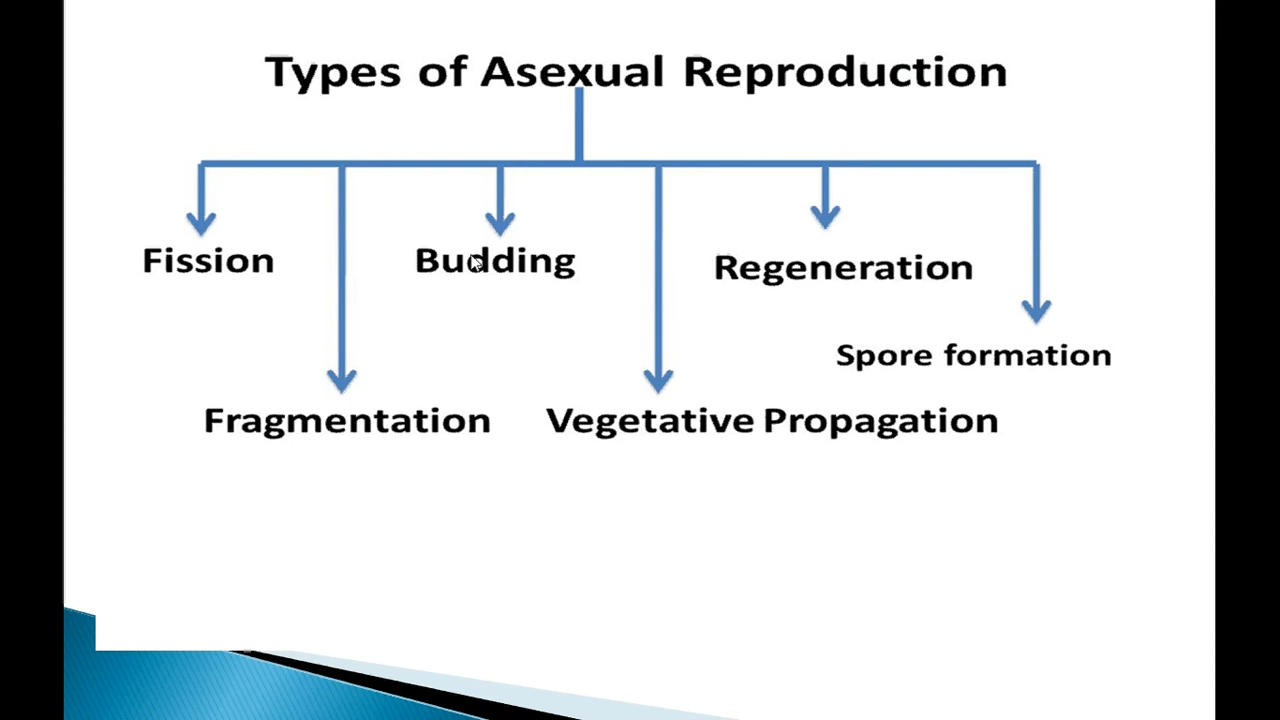 Types of Asexual Reproduction
Fission
Budding
Regeneration
Spore formation
Fragmentation
Vegetative Propagation